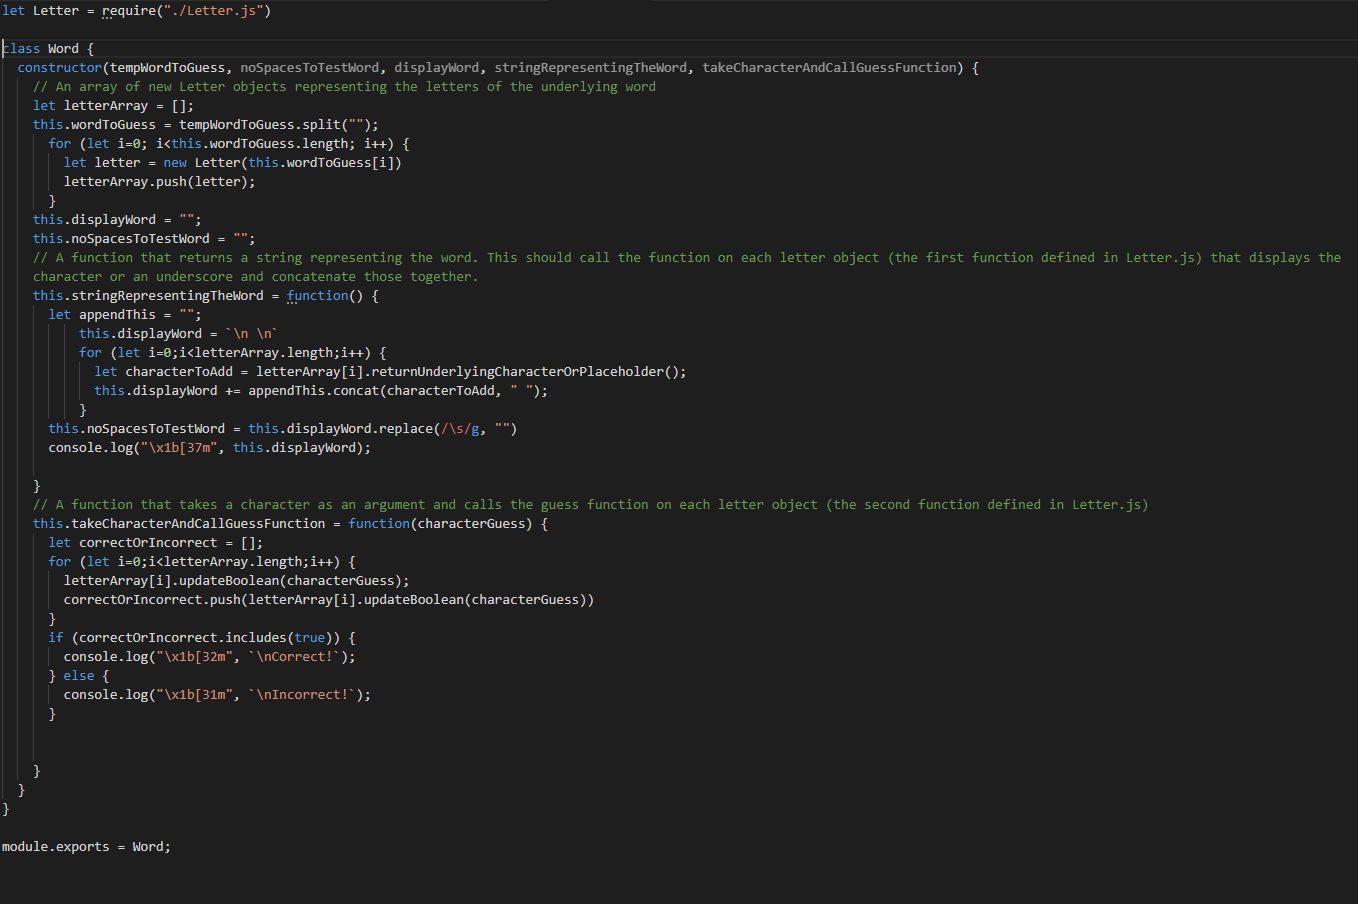 let Letter = require("./Letter.js")
class Word {
constructor(tempWordToGuess, noSpacesToTestWord, displayWord, stringRepresentingTheWord, takeCharacterAndCallGuessFunction) {
// An array of new Letter objects representing the letters of the underlying word
let letterArray = [];
this.wordToGuess = tempWordToGuess.split("");
for (let i=0; i<this.wordToGuess.length; i++) {
let letter = new Letter(this.wordToGuess[i])
letterArray.push(letter);
}
this.displayWord = "";
this.noSpacesToTestWord = "";
// A function that returns a string representing the word. This should call the function on each letter object (the first function defined in Letter.js) that displays the
character or an underscore and concatenate those together.
this.stringRepresentingTheWord = function() {
let appendThis = "";
this.displayWord = `\n \n`
for (let i=0;i<letterArray.length;i++) {
let characterToAdd = letterArray[i].returnUnderlyingCharacterOrPlaceholder();
this.displayWord += appendThis.concat(characterToAdd, " ");
}
this.noSpacesToTestWord = this.displayWord.replace(/\s/g, "")
console.log("\x1b[37m", this.displayWord);
}
// A function that takes a character as an argument and calls the guess function on each letter object (the second function defined in Letter.js)
this.takeCharacterAndCallGuessFunction = function(characterGuess) {
let correctOrIncorrect = [];
for (let i=0;i<letterArray.length;i++) {
letterArray[i].updateBoolean(characterGuess);
correctOrIncorrect.push(letterArray[i].updateBoolean(characterGuess))
}
if (correctOrIncorrect.includes(true)) {
console.log("\x1b[32m", `\nCorrect!`);
} else {
console.log("\x1b[31m", `\nIncorrect!`);
}
}
}
}
module.exports = Word;